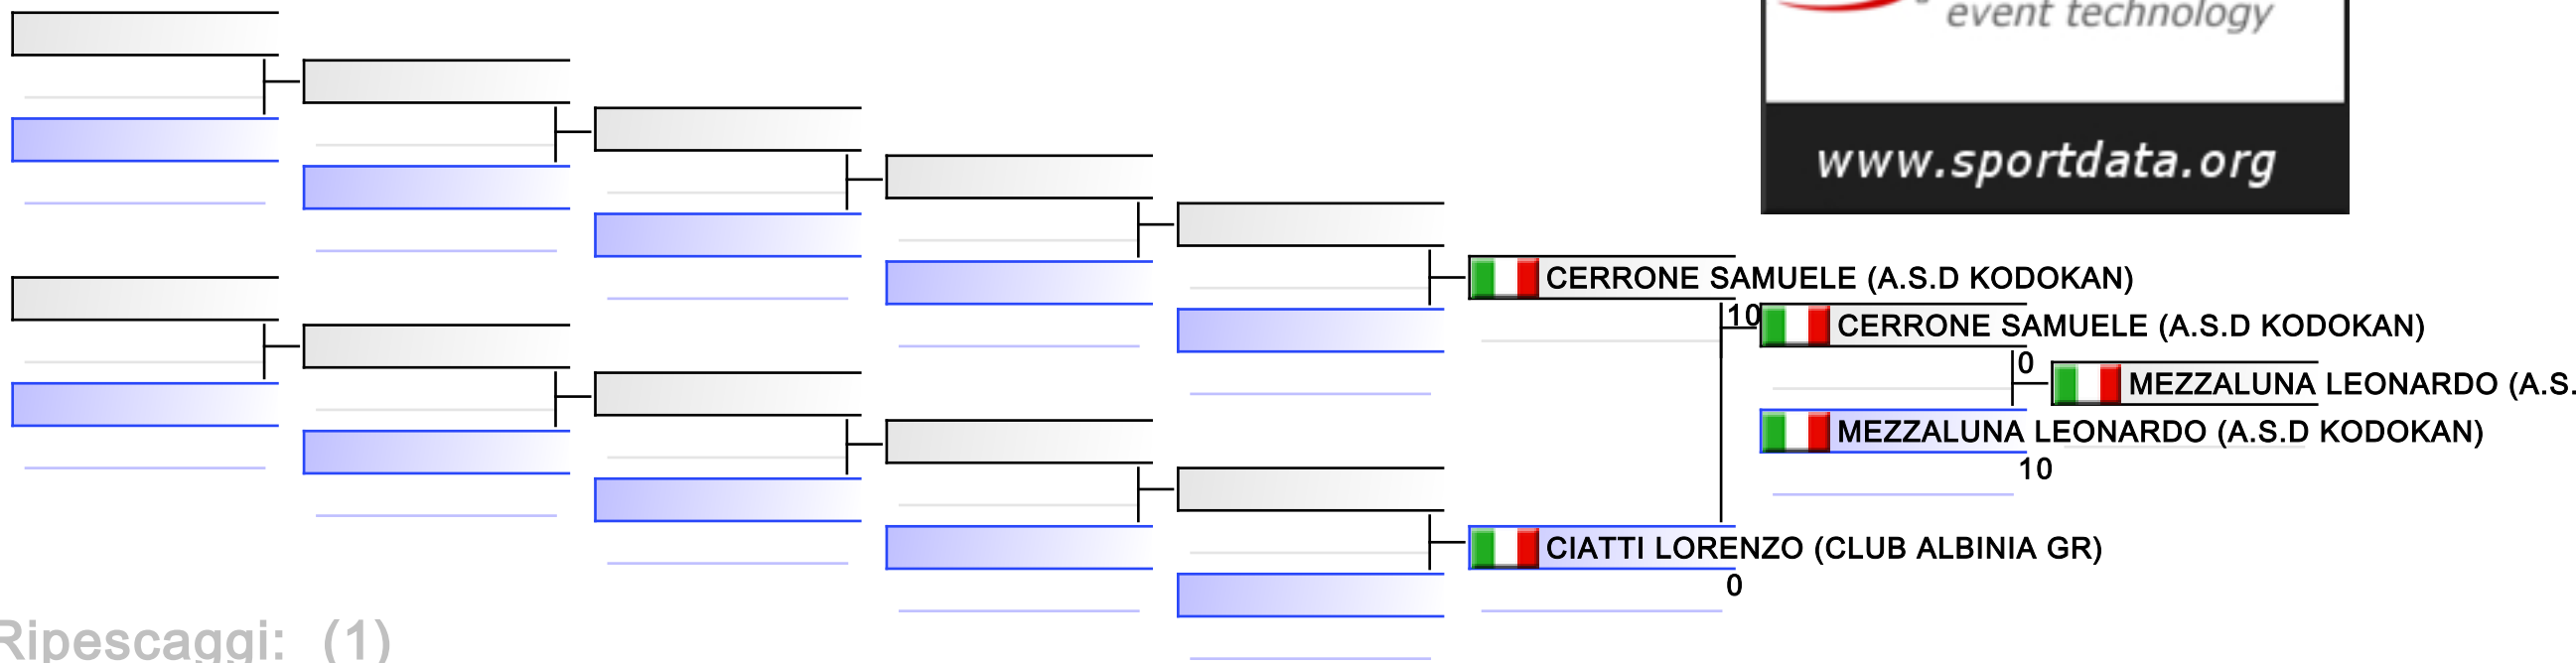 event technology
www.sportdata.org
CERRONE SAMUELE (A.S.D KODOKAN)
10
CERRONE SAMUELE (A.S.D KODOKAN)
0
MEZZALUNA LEONARDO (A.S.
MEZZALUNA LEONARDO (A.S.D KODOKAN)
10
CIATTI LORENZO (CLUB ALBINIA GR)
0
Ripescaggi: (1)